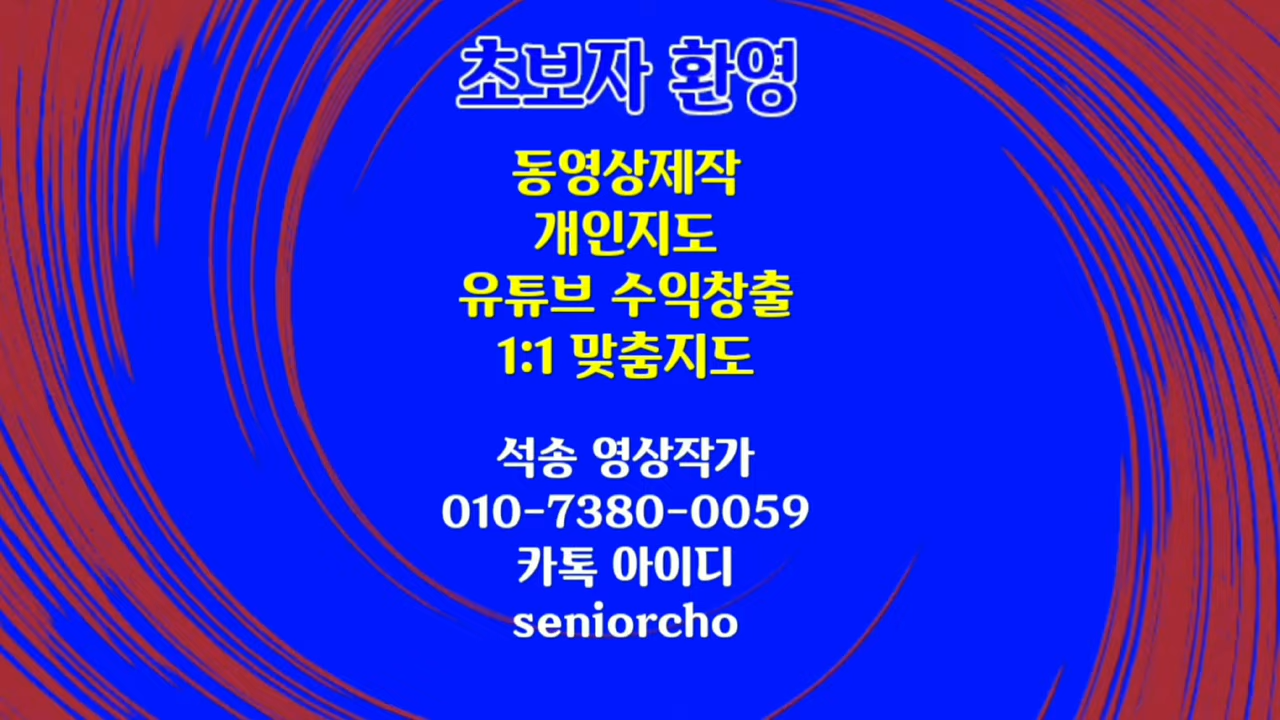 초보자 환영
동영상제작
개인지도
유튜브 수익창출
1:1 맞춤지도
석송 영상작가
010-7380-0059
카톡 아이디
seniorcho